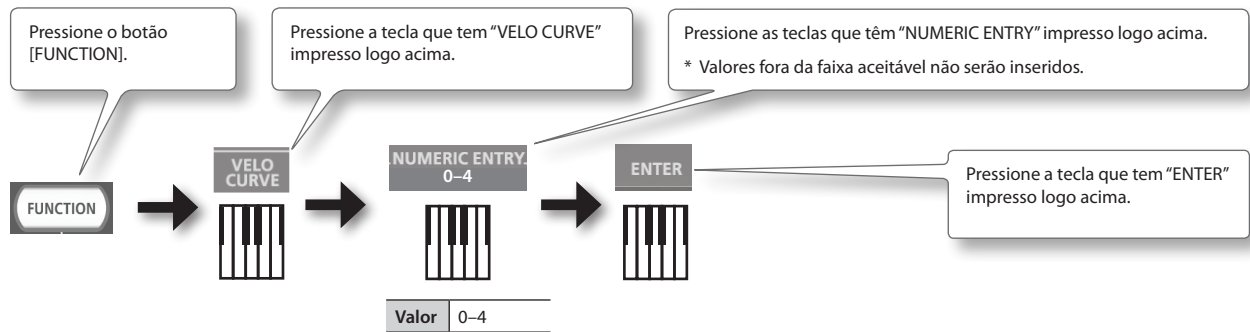 Pressione o botão
[FUNCTION].
Pressione a tecla que tem “VELO CURVE”
impresso logo acima.
Pressione as teclas que têm “NUMERIC ENTRY” impresso logo acima.
* Valores fora da faixa aceitável não serão inseridos.
FUNCTION
VELO
CURVE
NUMERIC ENTRY
0–4
ENTER
Pressione a tecla que tem “ENTER”
impresso logo acima.
Valor 0–4